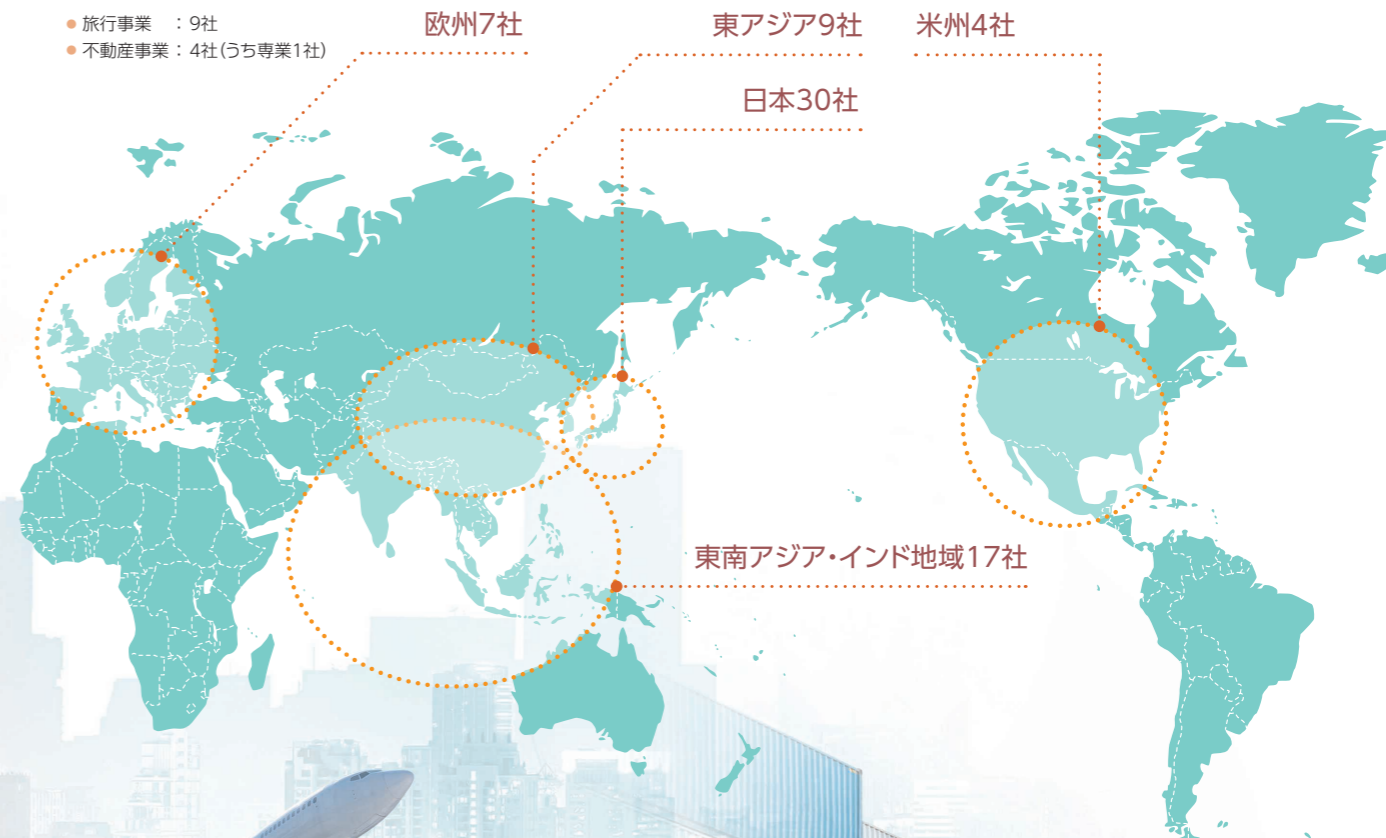 ● 旅行事業 : 9社
● 不動産事業 : 4社(うち専業1社)
欧州7社
東アジア9社
米州4社
日本30社
東南アジア・インド地域17社